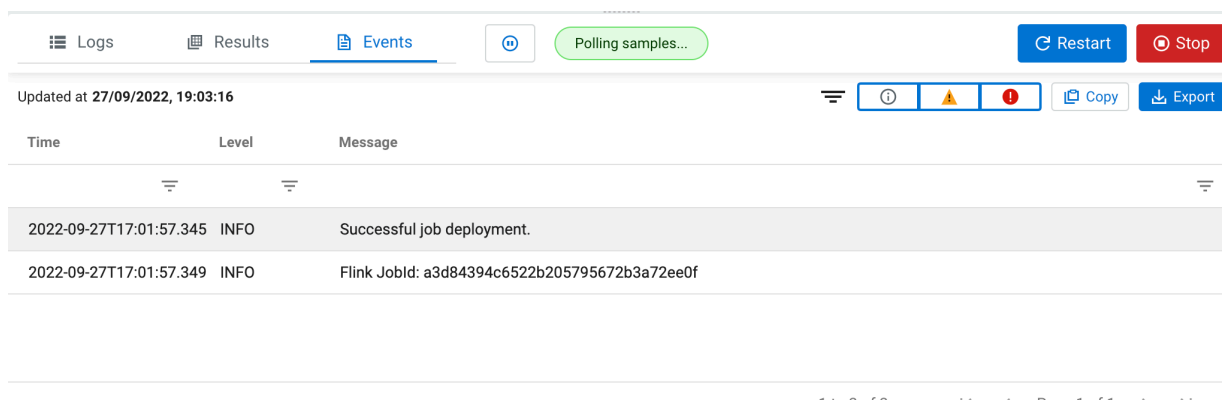 Logs Results Events Polling samples... Restart Stop
Updated at 27/09/2022, 19:03:16 Copy Export
Time Level Message
2022-09-27T17:01:57.345 INFO Successful job deployment.
2022-09-27T17:01:57.349 INFO Flink JobId: a3d84394c6522b205795672b3a72ee0f